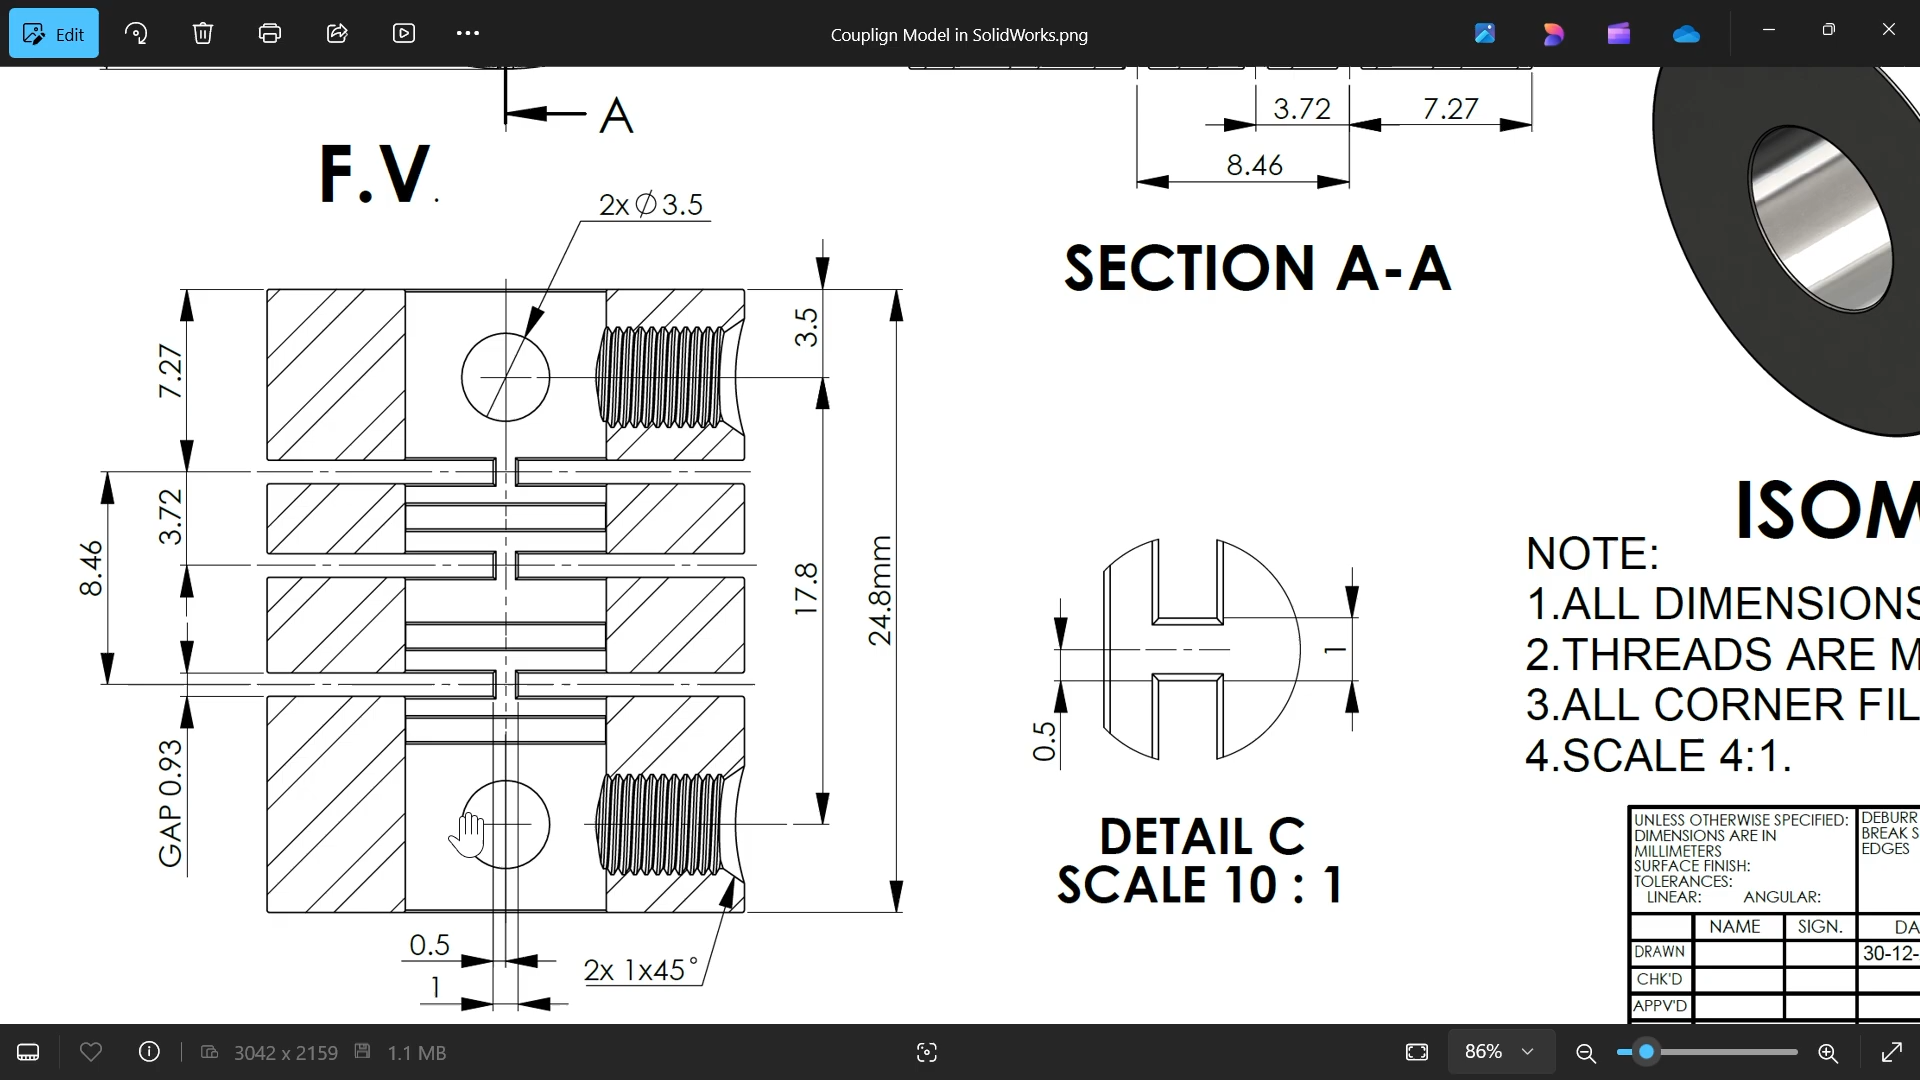 Edit
Couplign Model in SolidWorks.png
A
3.72
7.27
8.46
F.V.
2x Ø 3.5
SECTION A-A
7.27
3.5
3.72
8.46
17.8
24.8mm
GAP 0.93
0.5
1
2x 1x45°
0.5
1
DETAIL C
SCALE 10 : 1
ISOM
NOTE:
1.ALL DIMENSIONS
2.THREADS ARE M
3.ALL CORNER FIL
4.SCALE 4:1.
UNLESS OTHERWISE SPECIFIED:
DIMENSIONS ARE IN
MILLIMETERS
SURFACE FINISH:
TOLERANCES:
LINEAR:
ANGULAR:
DEBURR
BREAK S
EDGES
NAME SIGN. DA
DRAWN 30-12-
CHK'D
APPV'D
3042 x 2159 1.1 MB
86%